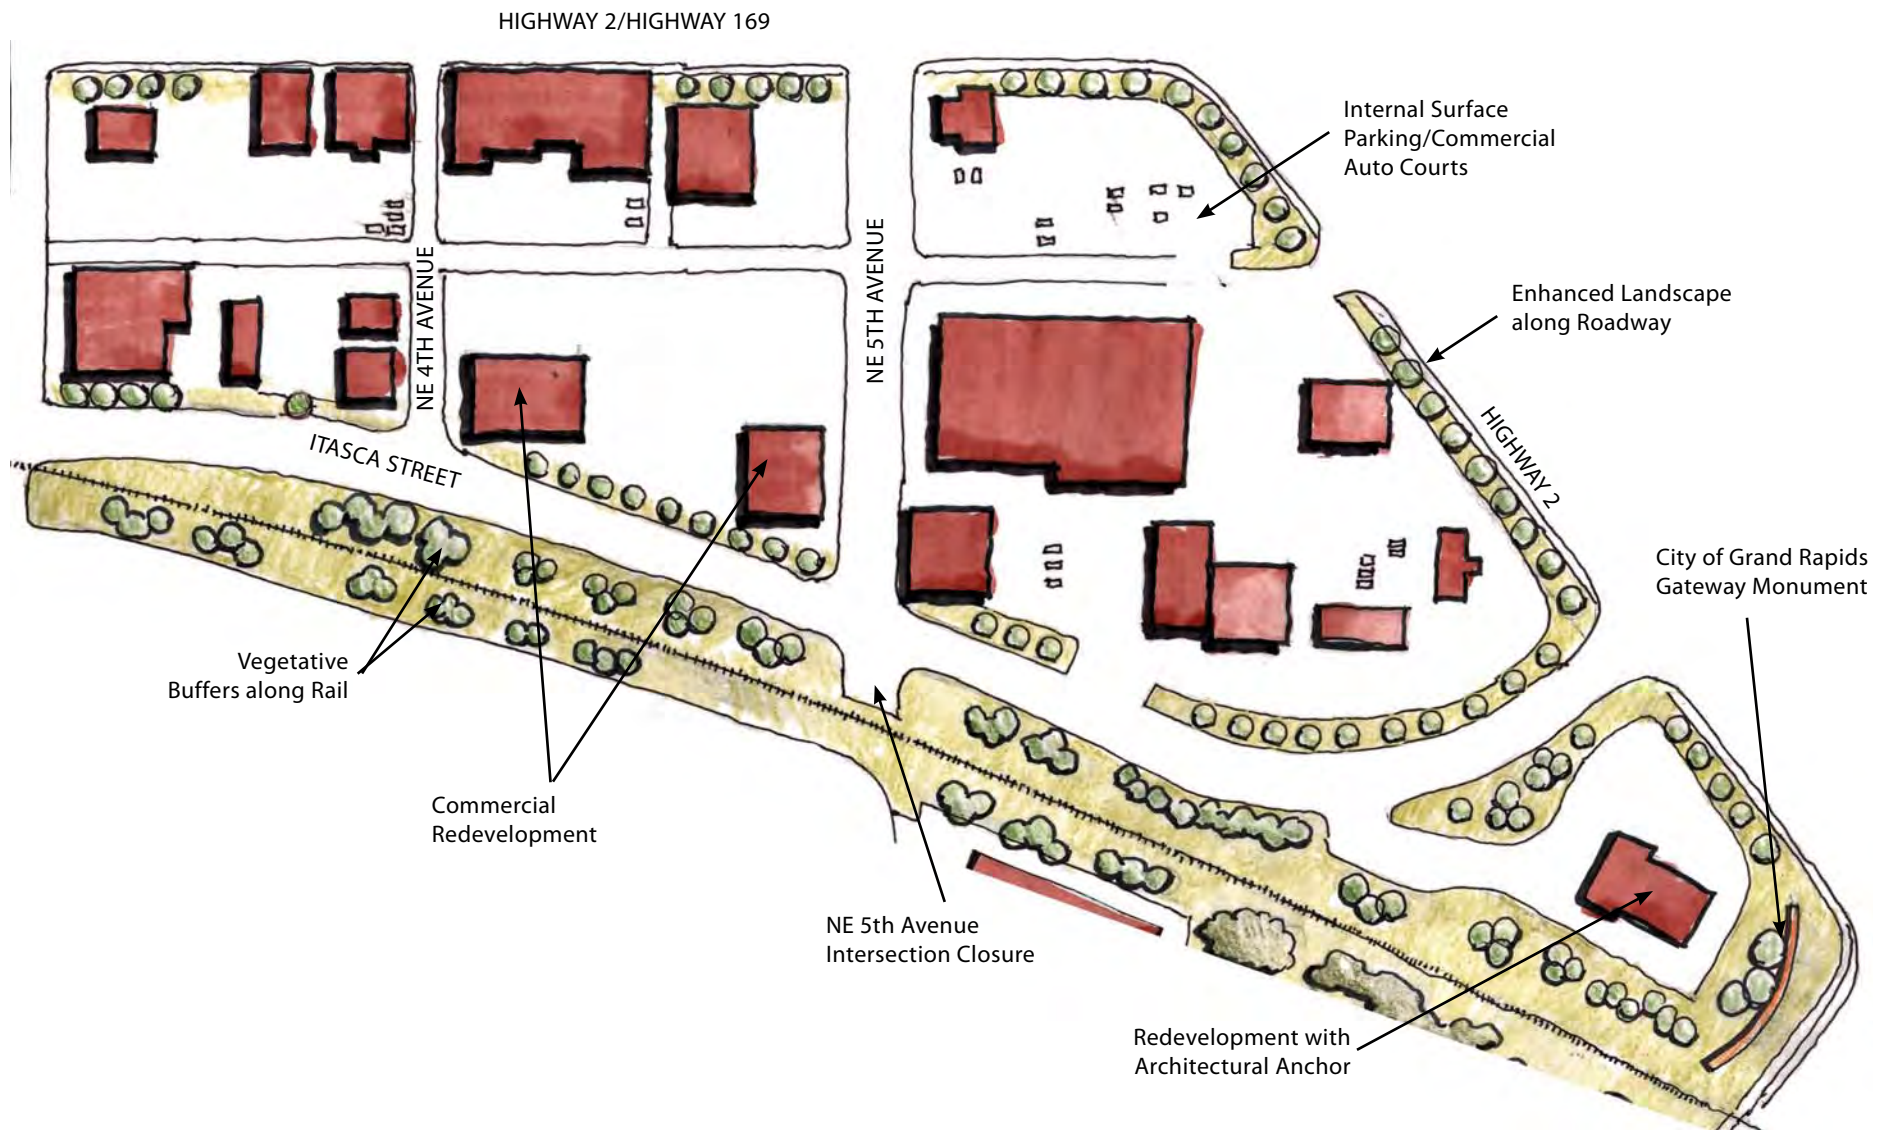 HIGHWAY 2/HIGHWAY 169
Internal Surface
Parking/Commercial
Auto Courts
NE 4TH AVENUE
NE 5TH AVENUE
Enhanced Landscape
along Roadway
HIGHWAY 2
ITASCA STREET
City of Grand Rapids
Gateway Monument
Vegetative
Buffers along Rail
Commercial
Redevelopment
NE 5th Avenue
Intersection Closure
Redevelopment with
Architectural Anchor